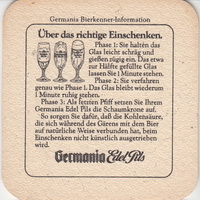 Germania Bierkenner-Information
Über das richtige Einschenken.
Phase 1: Sie halten das
Glas leicht schräg und
gießen zügig ein. Das etwa
zur Hälfte gefüllte Glas
lassen Sie 1 Minute stehen.
Phase 2: Sie verfahren
genau wie Phase 1. Das Glas bleibt wiederum
1 Minute ruhig stehen.
Phase 3: Als letzten Pfiff setzen Sie Ihrem
Germania Edel Pils die Schaumkrone auf.
So sorgen Sie dafür, daß die Kohlensäure,
die sich während des Gärens mit dem Bier
auf natürliche Weise verbunden hat, beim
Einschenken nicht künstlich ausgetrieben
wird.
Germania Edel Pils